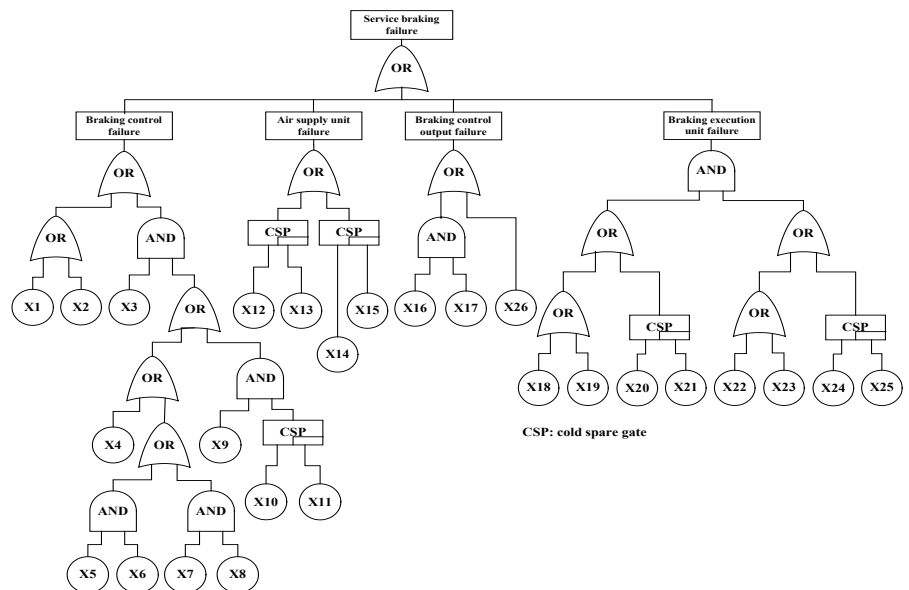 Service braking
failure
OR
Braking control
failure
Air supply unit
failure
Braking control
output failure
Braking execution
unit failure
OR
OR
OR
AND
OR
AND
CSP
CSP
AND
OR
OR
X1
X2
X3
OR
X12
X13
X15
X16
X17
X26
OR
CSP
OR
CSP
X14
OR
AND
X18
X19
X20
X21
X22
X23
X24
X25
X4
OR
X9
CSP
CSP: cold spare gate
AND
AND
X10
X11
X5
X6
X7
X8